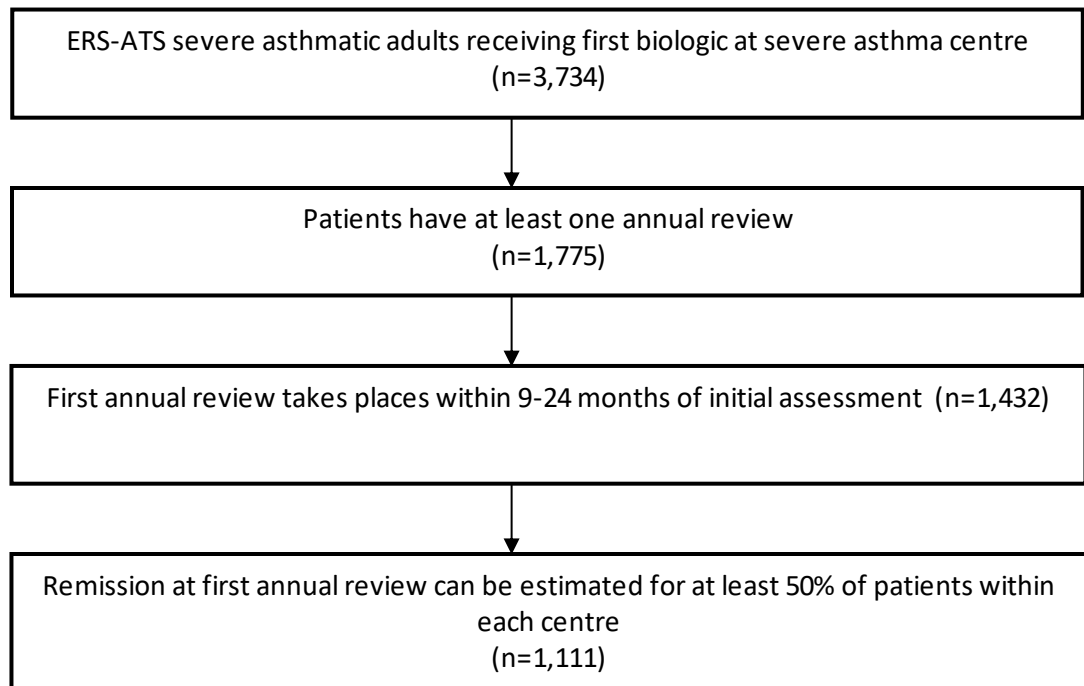 ERS-ATS severe asthmatic adults receiving first biologic at severe asthma centre
(n=3,734)
Patients have at least one annual review
(n=1,775)
First annual review takes places within 9-24 months of initial assessment (n=1,432)
Remission at first annual review can be estimated for at least 50% of patients within
each centre
(n=1,111)